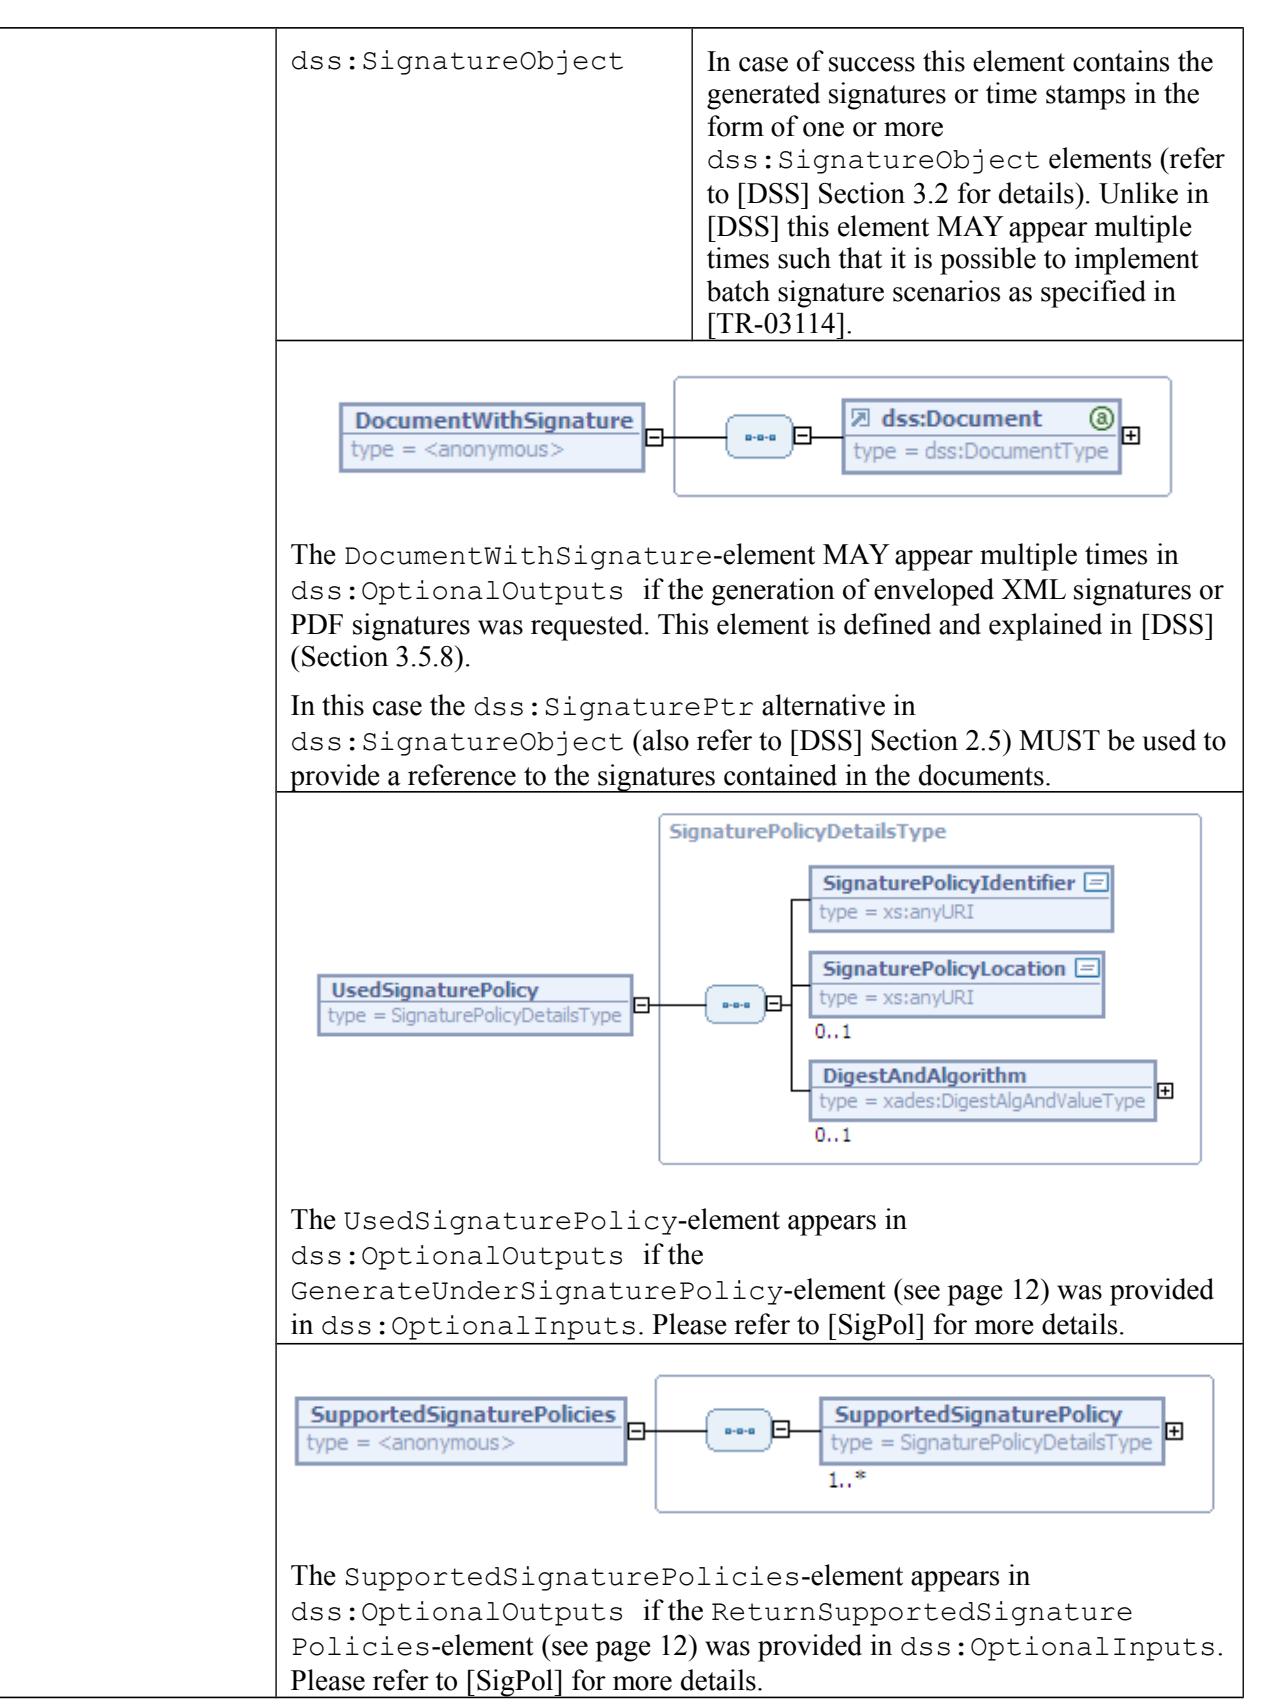 dss:SignatureObject
In case of success this element contains the
generated signatures or time stamps in the
form of one or more
dss:SignatureObject elements (refer
to [DSS] Section 3.2 for details). Unlike in
[DSS] this element MAY appear multiple
times such that it is possible to implement
batch signature scenarios as specified in
[TR-03114].
DocumentWithSignature
type = <anonymous>
dss:Document
type = dss:DocumentType
The DocumentWithSignature-element MAY appear multiple times in
dss:OptionalOutputs if the generation of enveloped XML signatures or
PDF signatures was requested. This element is defined and explained in [DSS]
(Section 3.5.8).
In this case the dss:SignaturePtr alternative in
dss:SignatureObject (also refer to [DSS] Section 2.5) MUST be used to
provide a reference to the signatures contained in the documents.
SignaturePolicyDetailsType
SignaturePolicyIdentifier
type = xs:anyURI
SignaturePolicyLocation
type = xs:anyURI
0..1
UsedSignaturePolicy
type = SignaturePolicyDetailsType
DigestAndAlgorithm
type = xades:DigestAlgAndValueType
0..1
The UsedSignaturePolicy-element appears in
dss:OptionalOutputs if the
GenerateUnderSignaturePolicy-element (see page 12) was provided
in dss:OptionalInputs. Please refer to [SigPol] for more details.
SupportedSignaturePolicies
type = <anonymous>
SupportedSignaturePolicy
type = SignaturePolicyDetailsType
1..*
The SupportedSignaturePolicies-element appears in
dss:OptionalOutputs if the ReturnSupportedSignature
Policies-element (see page 12) was provided in dss:OptionalInputs.
Please refer to [SigPol] for more details.